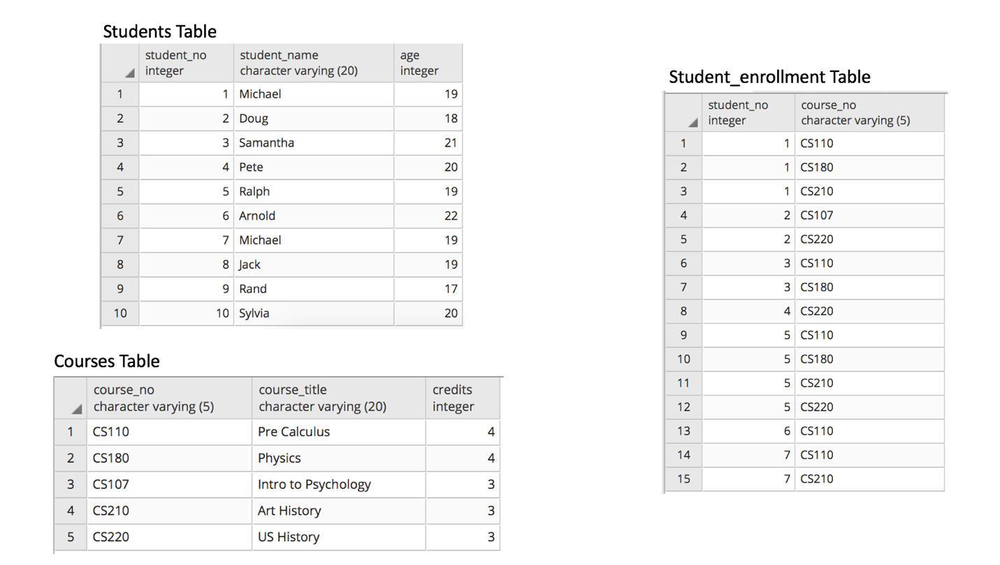 Students Table
student_no student_name age
integer character varying (20) integer
1 1 Michael 19
2 2 Doug 18
3 3 Samantha 21
4 4 Pete 20
5 5 Ralph 19
6 6 Arnold 22
7 7 Michael 19
8 8 Jack 19
9 9 Rand 17
10 10 Sylvia 20
Courses Table
course_no course_title credits
character varying (5) character varying (20) integer
1 CS110 Pre Calculus 4
2 CS180 Physics 4
3 CS107 Intro to Psychology 3
4 CS210 Art History 3
5 CS220 US History 3
Student_enrollment Table
student_no course_no
integer character varying (5)
1 1 CS110
2 1 CS180
3 1 CS210
4 2 CS107
5 2 CS220
6 3 CS110
7 3 CS180
8 4 CS220
9 5 CS110
10 5 CS180
11 5 CS210
12 5 CS220
13 6 CS110
14 7 CS110
15 7 CS210